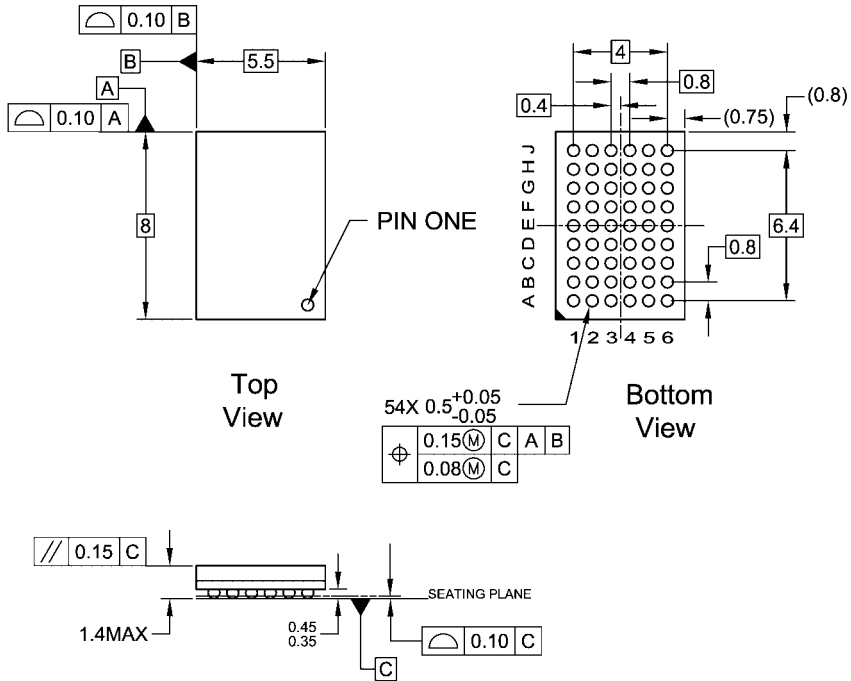 0.10 B
B
5.5
A
0.10 A
8
PIN ONE
Top
View
4
0.8
0.4
(0.75)
(0.8)
J
H
G
F
E
D
C
B
A
6.4
0.8
1 2 3 4 5 6
Bottom
View
54X 0.5 +0.05
-0.05
0.15 Ⓜ C A B
0.08 Ⓜ C
// 0.15 C
1.4MAX
0.45
0.35
SEATING PLANE
0.10 C
C